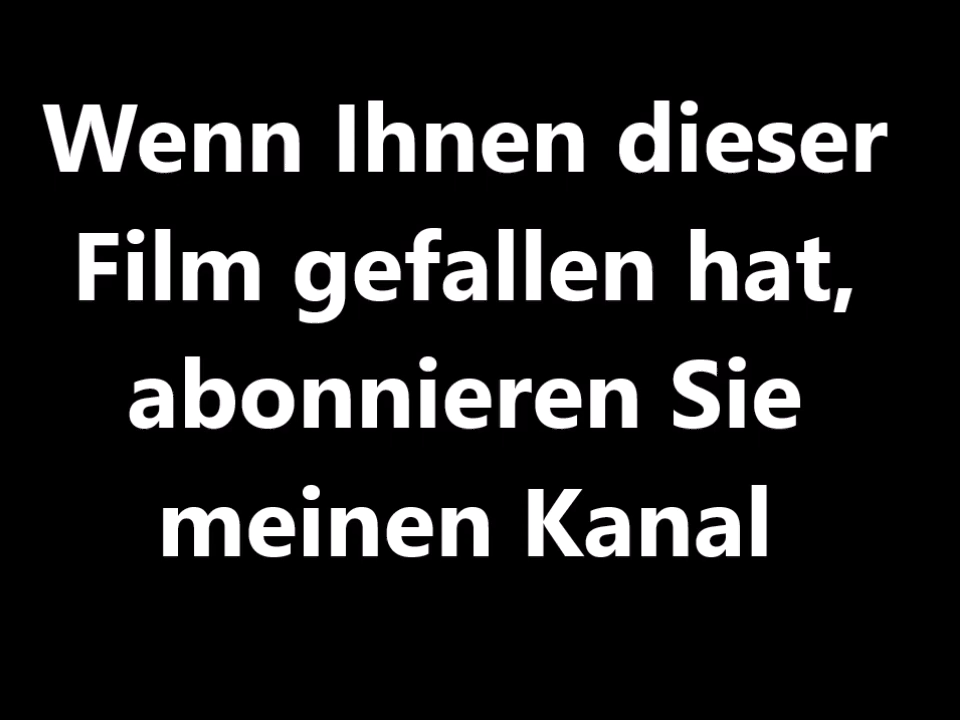 Wenn Ihnen dieser
Film gefallen hat,
abonnieren Sie
meinen Kanal